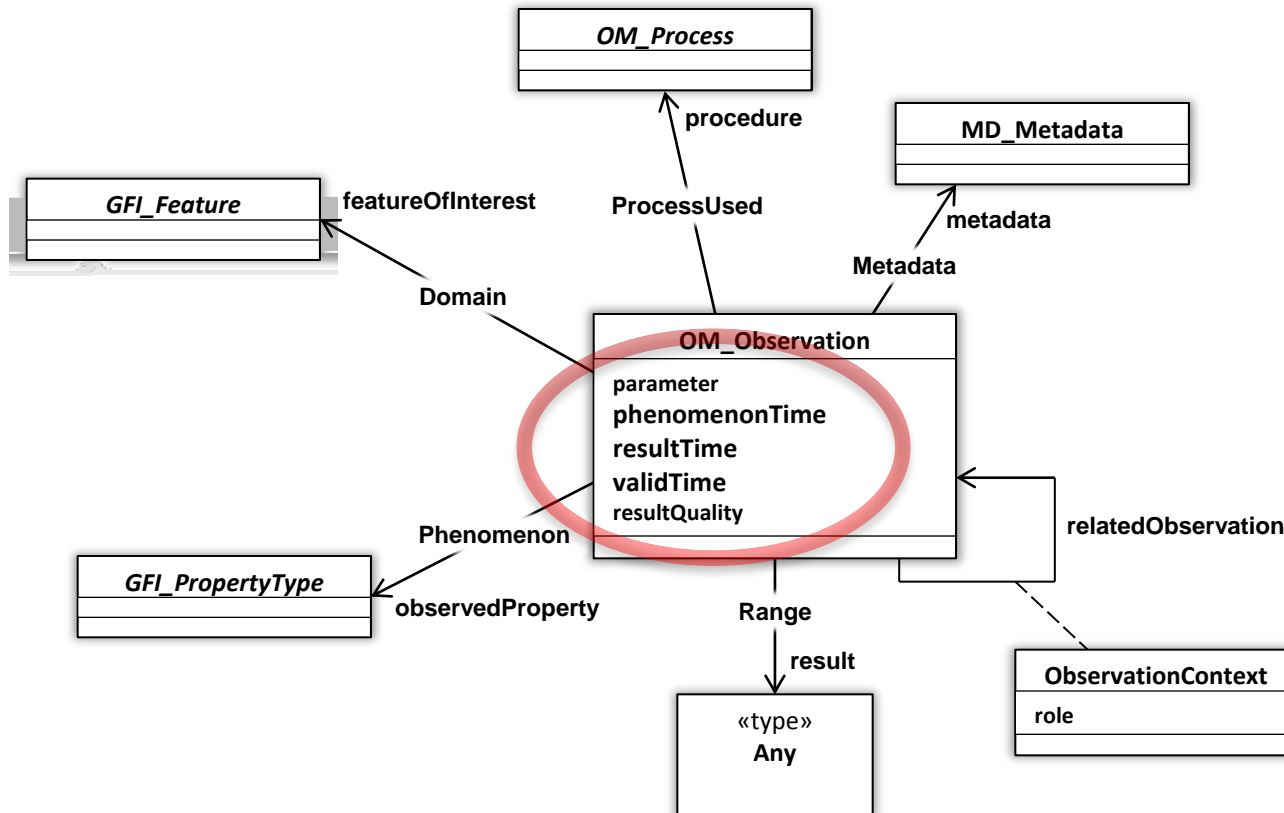 OM_Process
procedure
MD_Metadata
GFI_Feature
featureOfInterest
ProcessUsed
metadata
Metadata
Domain
OM_Observation
parameter
phenomenonTime
resultTime
validTime
resultQuality
Phenomenon
relatedObservation
GFI_PropertyType
observedProperty
Range
result
ObservationContext
role
«type»
Any